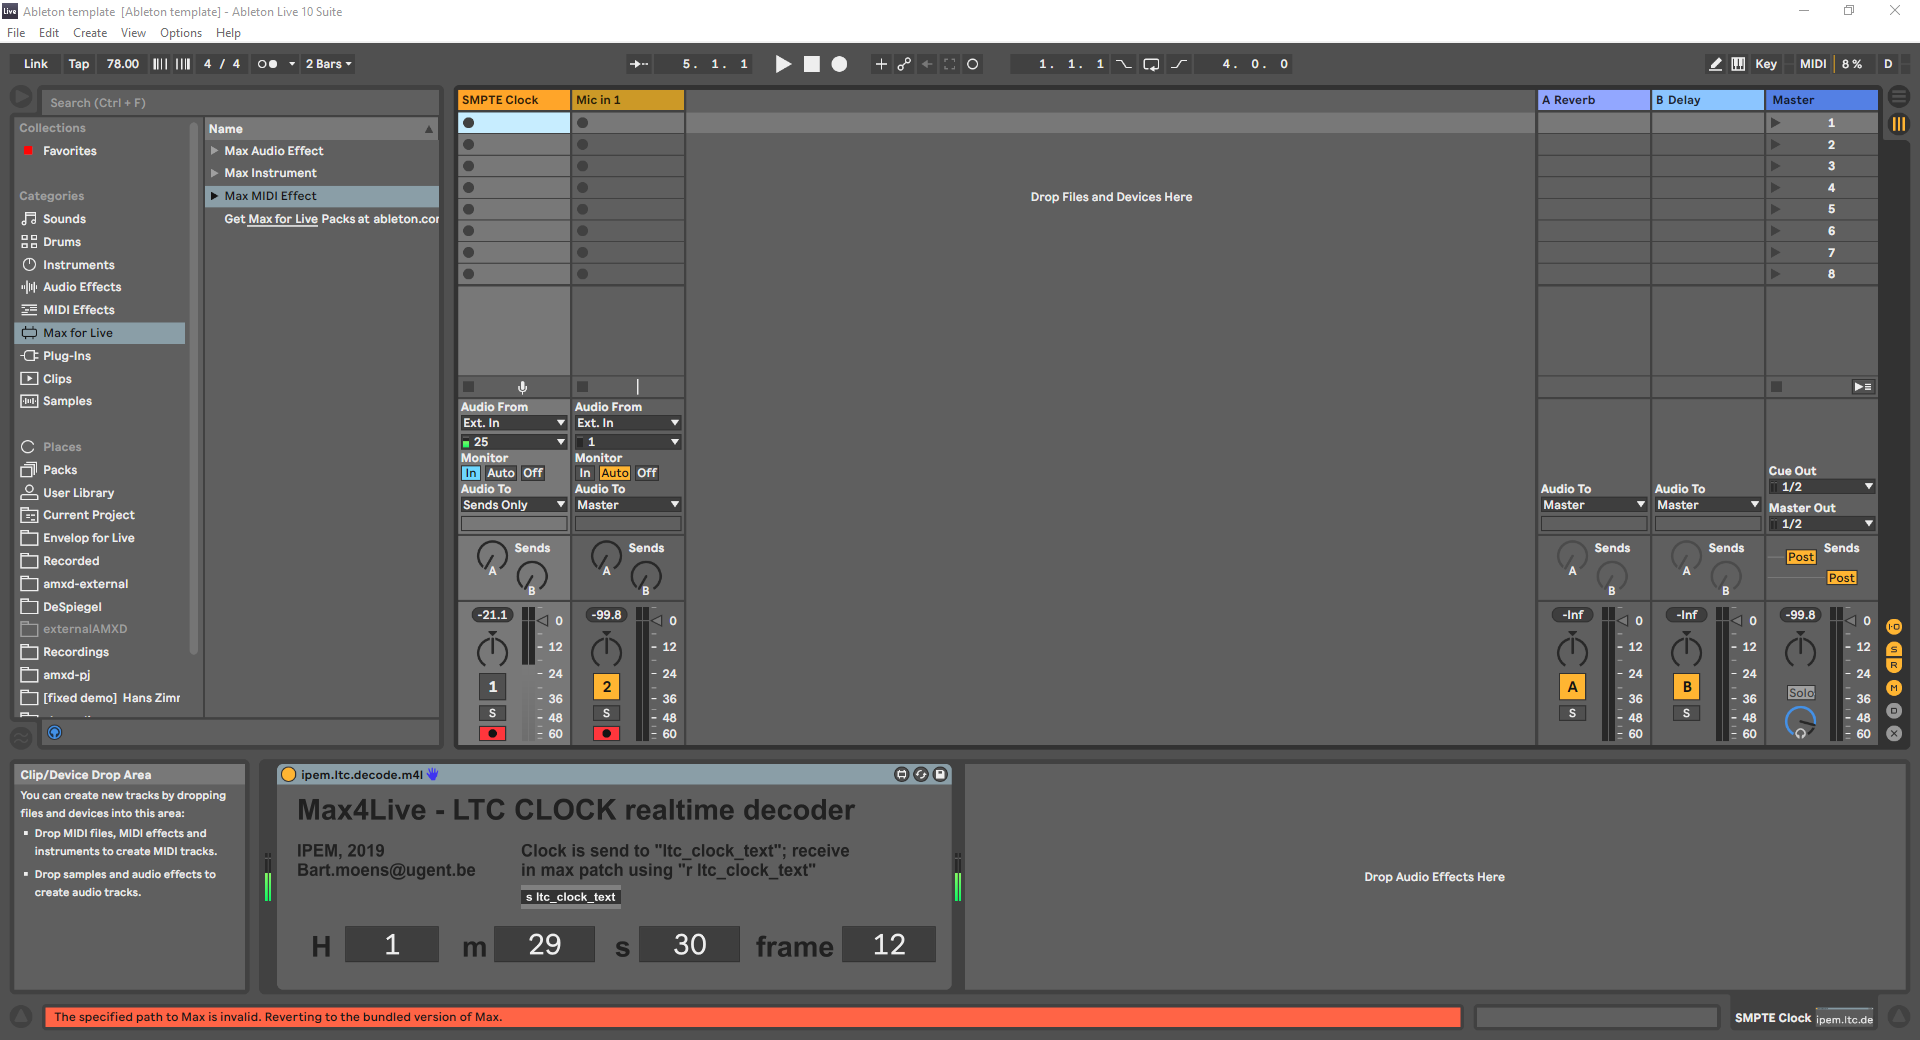 Live Ableton template  [Ableton template] - Ableton Live 10 Suite
File Edit Create View Options Help
Link Tap 78.00 4 / 4 2 Bars 5. 1. 1 1. 1. 1 4. 0. 0 Key MIDI 8 % D
Search (Ctrl + F)
Collections
Favorites
Categories
Sounds
Drums
Instruments
Audio Effects
MIDI Effects
Max for Live
Plug-Ins
Clips
Samples
Places
Packs
User Library
Current Project
Envelop for Live
Recorded
amxd-external
DeSpiegel
externalAMXD
Recordings
amxd-pj
[fixed demo] Hans Zimr
Name
Max Audio Effect
Max Instrument
Max MIDI Effect
Get Max for Live Packs at ableton.cor
SMPTE Clock
Audio From
Ext. In
25
Monitor
In Auto Off
Audio To
Sends Only
Sends
A
B
-21.1
0
12
24
1
36
S
48
60
Mic in 1
Audio From
Ext. In
1
Monitor
In Auto Off
Audio To
Master
Sends
A
B
-99.8
0
12
24
2
36
S
48
60
Drop Files and Devices Here
A Reverb
Audio To
Master
Sends
A
B
-Inf
0
12
24
A
36
S
48
60
B Delay
Audio To
Master
Sends
A
B
-Inf
0
12
24
B
36
S
48
60
Master
1
2
3
4
5
6
7
8
Cue Out
1/2
Master Out
1/2
Sends
Post
Post
-99.8
0
12
24
Solo
36
48
60
I·O
S
R
M
D
X
Clip/Device Drop Area
You can create new tracks by dropping
files and devices into this area:
▪ Drop MIDI files, MIDI effects and
instruments to create MIDI tracks.
▪ Drop samples and audio effects to
create audio tracks.
ipem.ltc.decode.m4l
Max4Live - LTC CLOCK realtime decoder
IPEM, 2019
Bart.moens@ugent.be
Clock is send to "ltc_clock_text"; receive
in max patch using "r ltc_clock_text"
s ltc_clock_text
H 1 m 29 s 30 frame 12
Drop Audio Effects Here
The specified path to Max is invalid. Reverting to the bundled version of Max.
SMPTE Clock ipem.ltc.de